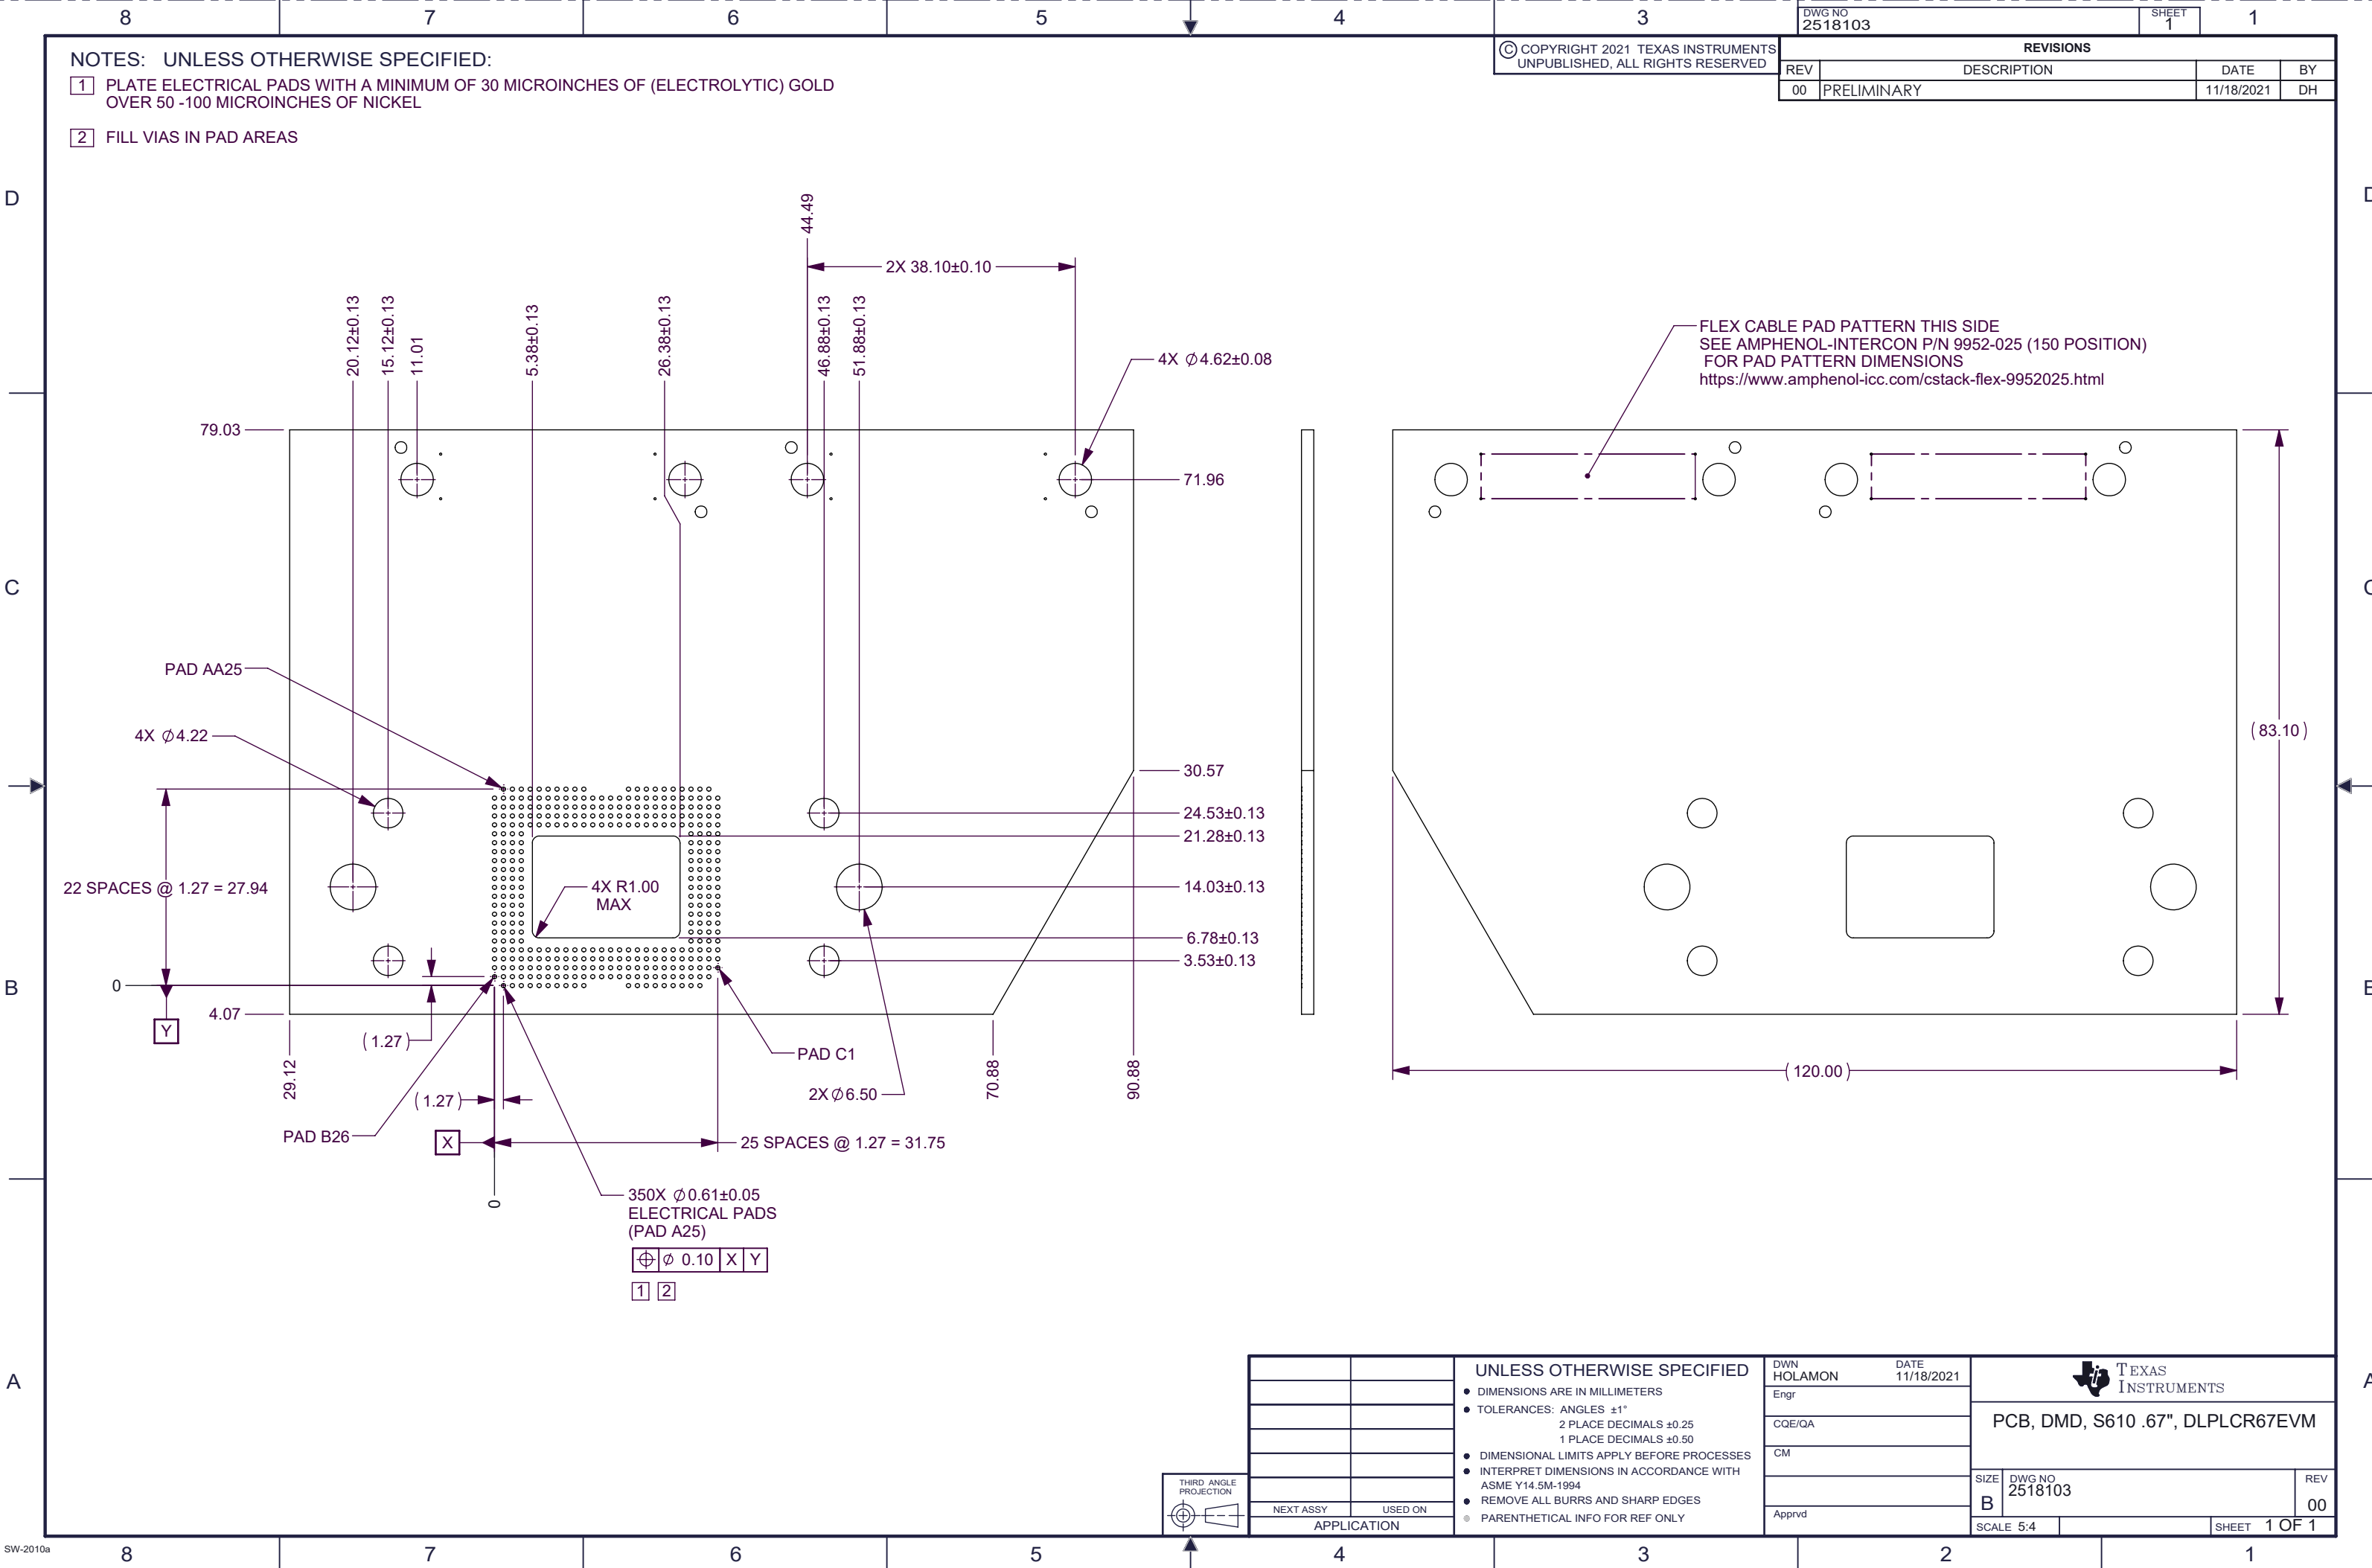 8 7 6 5 4 3 1
DWG NO
2518103
SHEET
1
© COPYRIGHT 2021 TEXAS INSTRUMENTS
UNPUBLISHED, ALL RIGHTS RESERVED
REVISIONS
REV DESCRIPTION DATE BY
00 PRELIMINARY 11/18/2021 DH
NOTES: UNLESS OTHERWISE SPECIFIED:
1 PLATE ELECTRICAL PADS WITH A MINIMUM OF 30 MICROINCHES OF (ELECTROLYTIC) GOLD
OVER 50 -100 MICROINCHES OF NICKEL
2 FILL VIAS IN PAD AREAS
D D
44.49
2X 38.10±0.10
20.12±0.13
15.12±0.13
11.01
5.38±0.13
26.38±0.13
46.88±0.13
51.88±0.13
4X ⌀4.62±0.08
FLEX CABLE PAD PATTERN THIS SIDE
SEE AMPHENOL-INTERCON P/N 9952-025 (150 POSITION)
FOR PAD PATTERN DIMENSIONS
https://www.amphenol-icc.com/cstack-flex-9952025.html
79.03
71.96
C C
PAD AA25
4X ⌀4.22
(83.10)
30.57
24.53±0.13
21.28±0.13
22 SPACES @ 1.27 = 27.94
4X R1.00
MAX
14.03±0.13
6.78±0.13
3.53±0.13
B B
0
4.07
Y
(1.27)
PAD C1
29.12
70.88
90.88
(120.00)
(1.27)
2X ⌀6.50
PAD B26
X
25 SPACES @ 1.27 = 31.75
0
350X ⌀0.61±0.05
ELECTRICAL PADS
(PAD A25)
⌖ ⌀ 0.10 X Y
1 2
A A
UNLESS OTHERWISE SPECIFIED
● DIMENSIONS ARE IN MILLIMETERS
● TOLERANCES: ANGLES ±1°
2 PLACE DECIMALS ±0.25
1 PLACE DECIMALS ±0.50
● DIMENSIONAL LIMITS APPLY BEFORE PROCESSES
● INTERPRET DIMENSIONS IN ACCORDANCE WITH
ASME Y14.5M-1994
● REMOVE ALL BURRS AND SHARP EDGES
● PARENTHETICAL INFO FOR REF ONLY
THIRD ANGLE
PROJECTION
NEXT ASSY USED ON
APPLICATION
DWN DATE
HOLAMON 11/18/2021
Engr
CQE/QA
CM
Apprvd
TEXAS
INSTRUMENTS
PCB, DMD, S610 .67", DLPLCR67EVM
SIZE DWG NO REV
B 2518103 00
SCALE 5:4 SHEET 1 OF 1
SW-2010a
8 7 6 5 4 3 2 1